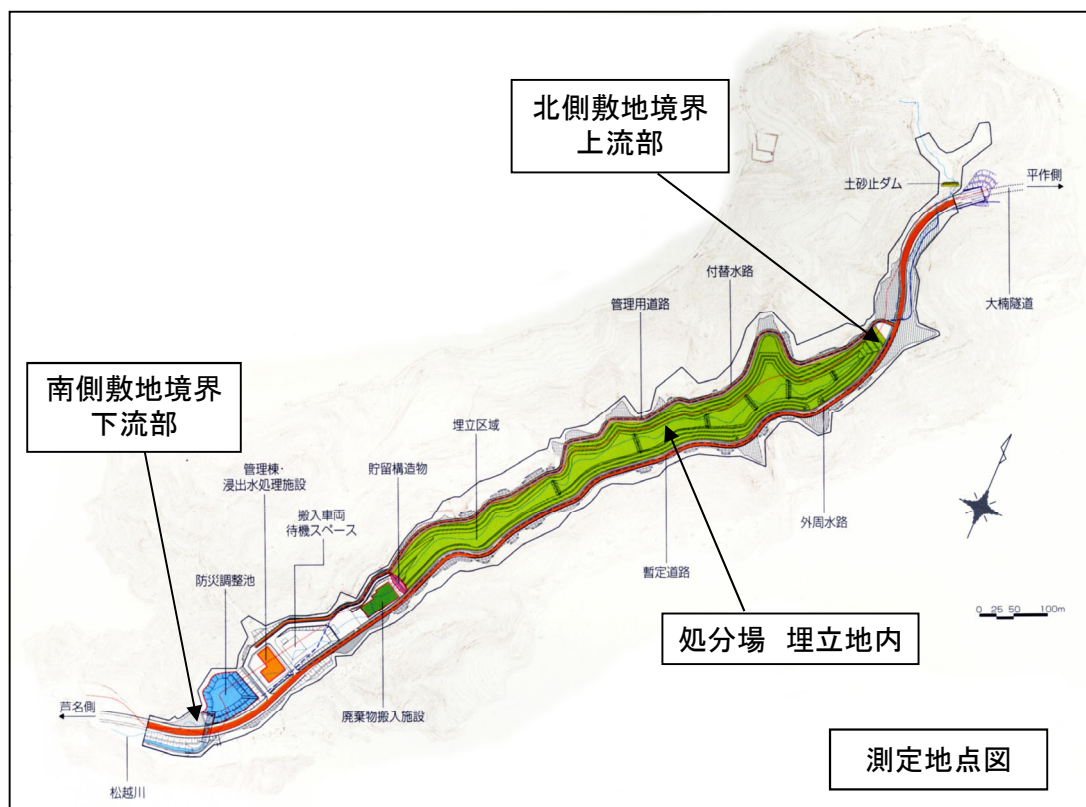 北側敷地境界
上流部
土砂止ダム
平作側
付替水路
管理用道路
大楠隧道
南側敷地境界
下流部
埋立区域
貯留構造物
管理棟・
浸出水処理施設
搬入車両
待機スペース
外周水路
防災調整池
暫定道路
0 25 50 100m
処分場 埋立地内
芦名側
廃棄物搬入施設
測定地点図
松越川